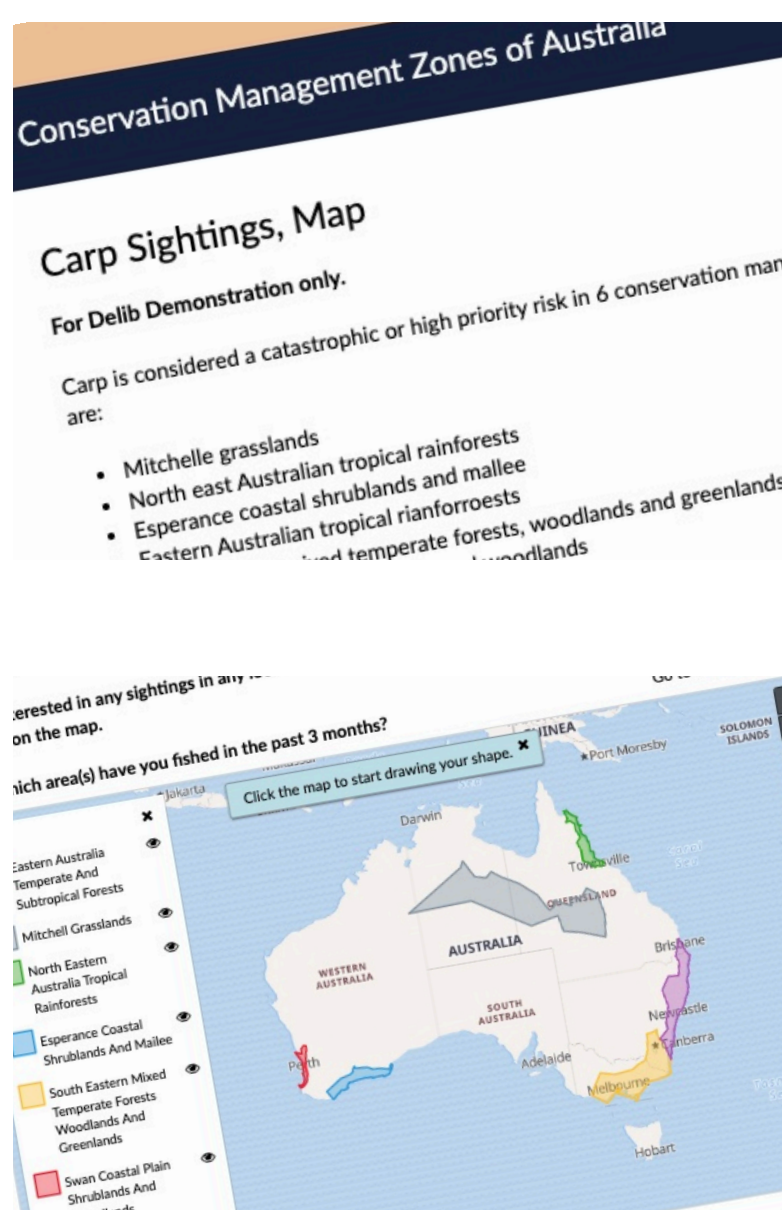 Conservation Management Zones of Australia
Carp Sightings, Map
For Delib Demonstration only.
Carp is considered a catastrophic or high priority risk in 6 conservation
are:
• Mitchelle grasslands
• North east Australian tropical rainforests
• Esperance coastal shrublands and mallee
Eastern Australian tropical rianforroests
temperate forests, woodlands and greenlands
woodlands
in any sightings in any
on the map.
area(s) have you fished in the past 3 months?
Click the map to start drawing your shape. ×
Port Moresby
SOLOMON
ISLANDS
Jakarta
Darwin
×
Eastern Australia
Temperate And
Subtropical Forests
Mitchell Grasslands
North Eastern
Australia Tropical
Rainforests
Esperance Coastal
Shrublands And Mallee
South Eastern Mixed
Temperate Forests
Woodlands And
Greenlands
Swan Coastal Plain
Shrublands And
Townsville
QUEENSLAND
AUSTRALIA
WESTERN
AUSTRALIA
SOUTH
AUSTRALIA
Brisbane
Newcastle
Canberra
Perth
Adelaide
Melbourne
Hobart